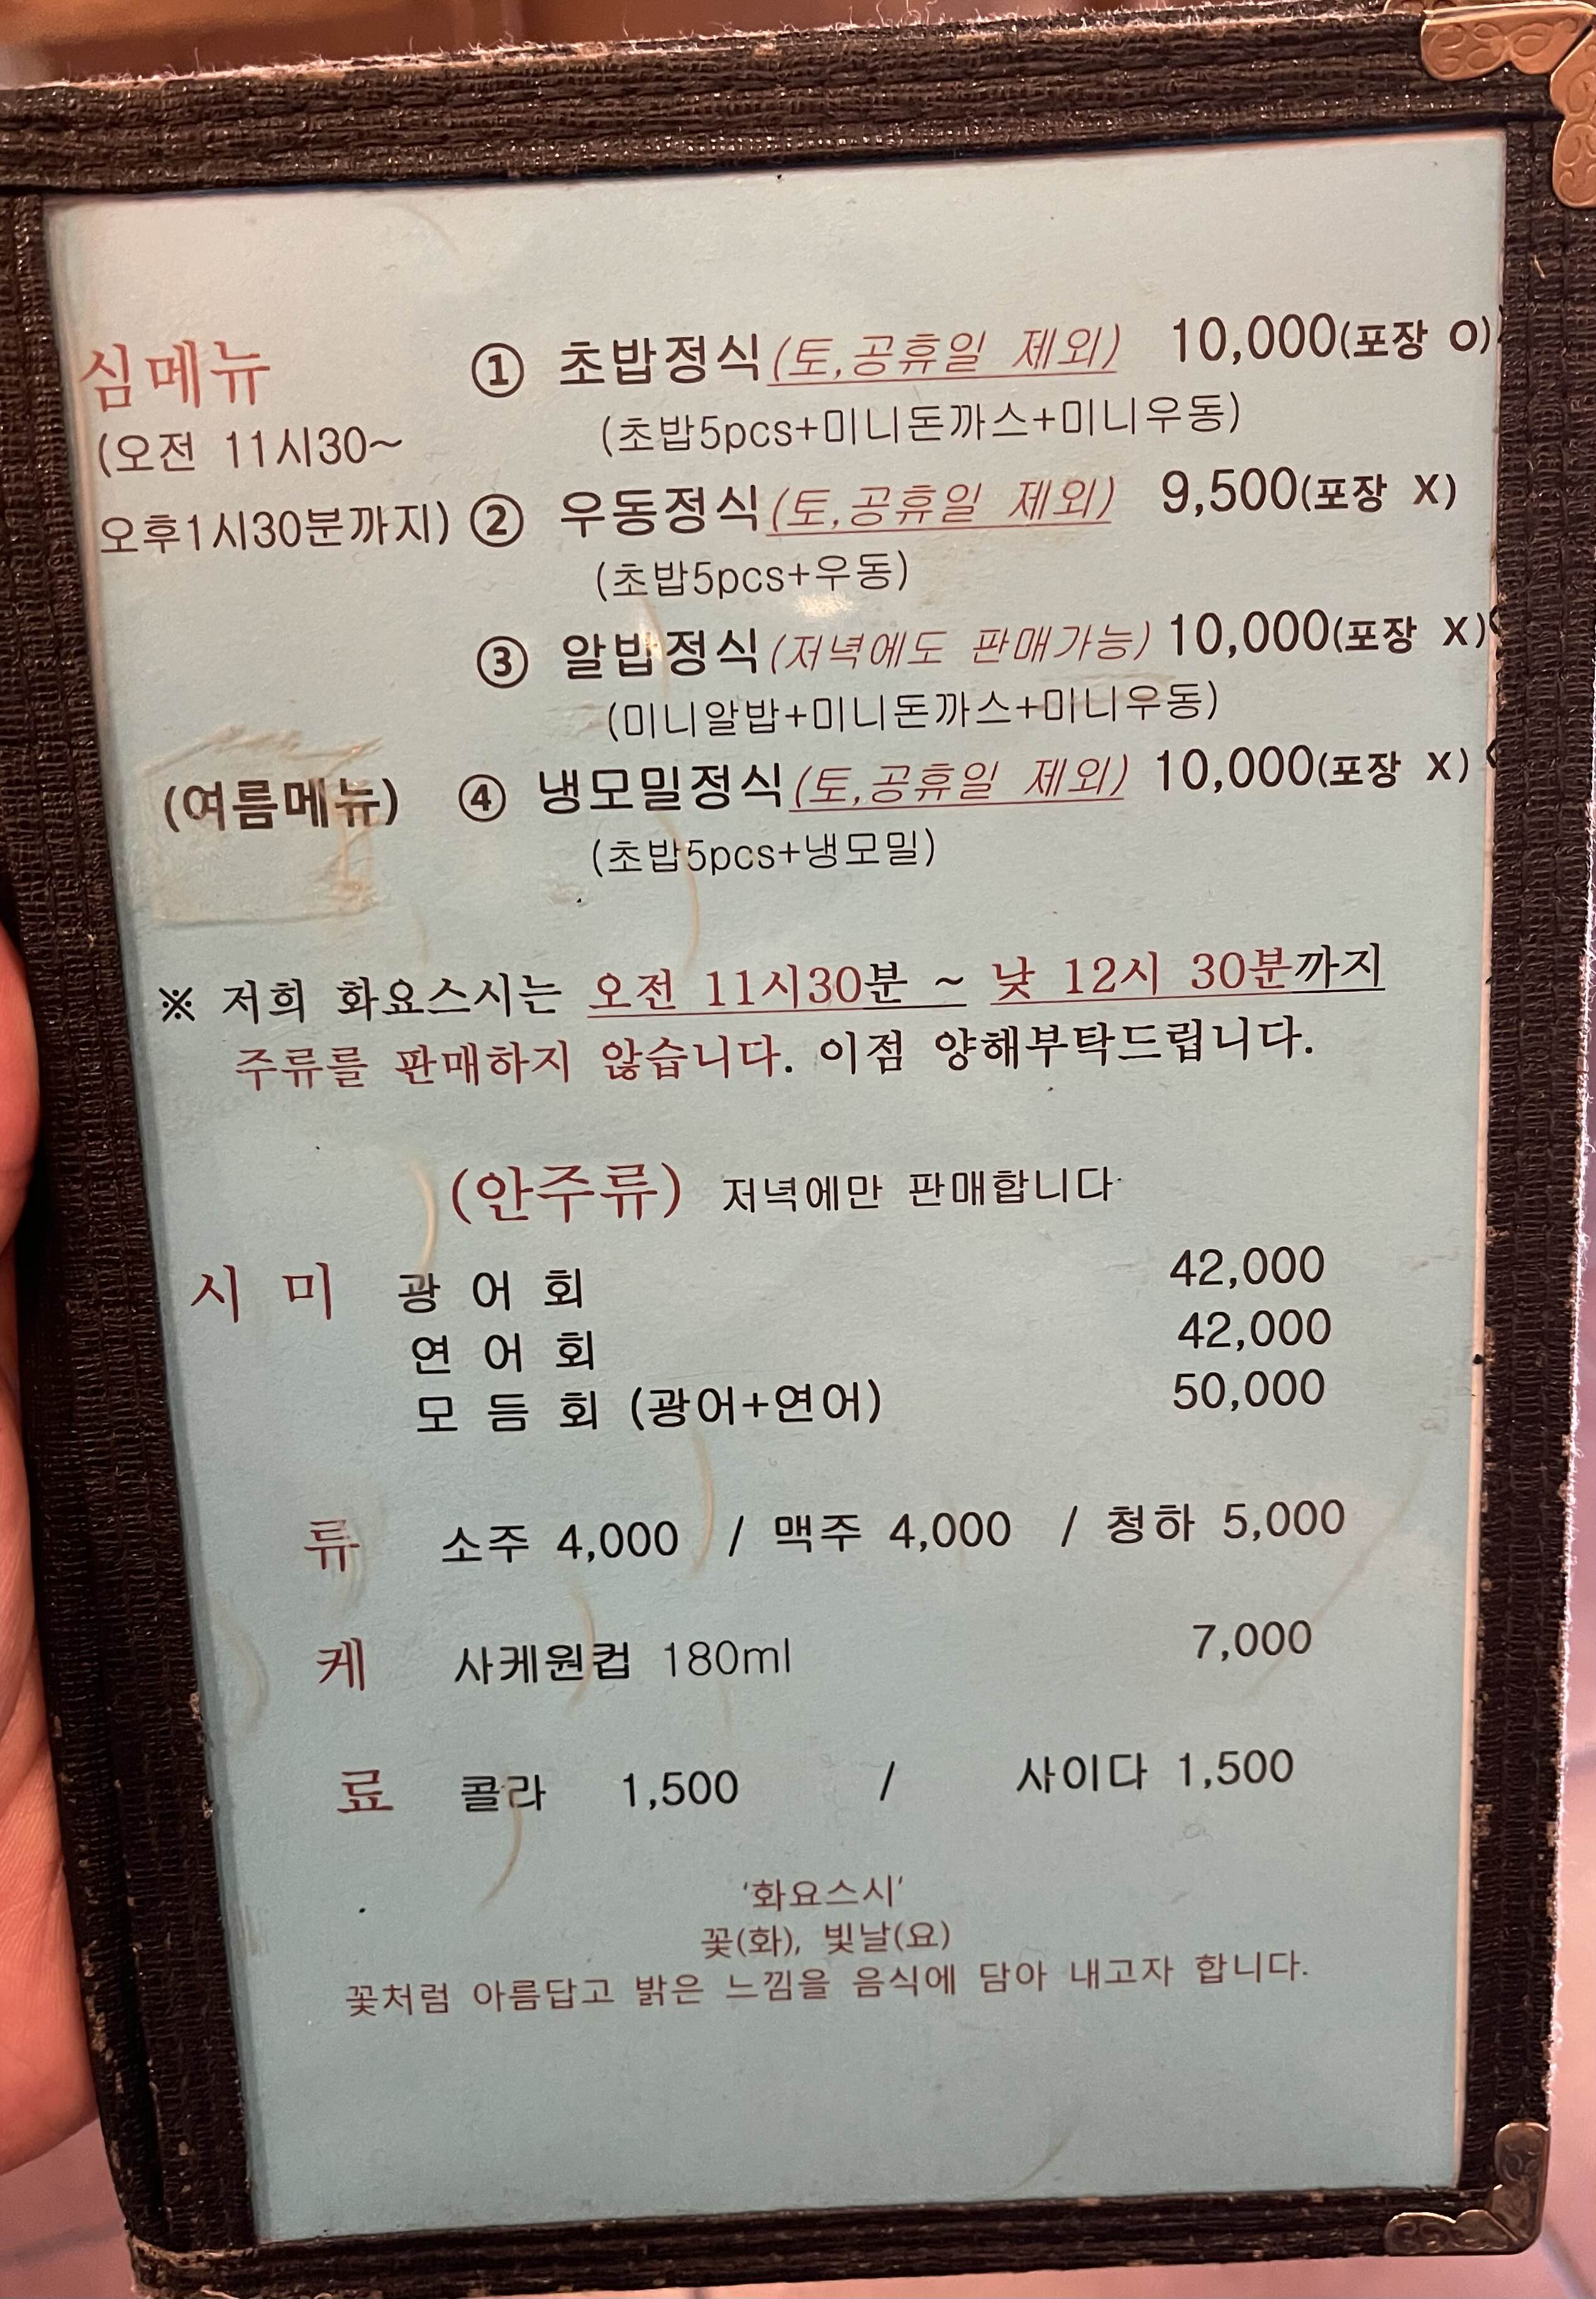 심메뉴 ① 초밥정식(토,공휴일 제외) 10,000(포장 O)
(오전 11시30~ (초밥5pcs+미니돈까스+미니우동)
오후1시30분까지) ② 우동정식(토,공휴일 제외) 9,500(포장 X)
(초밥5pcs+우동)
③ 알밥정식(저녁에도 판매가능) 10,000(포장 X)
(미니알밥+미니돈까스+미니우동)
(여름메뉴) ④ 냉모밀정식(토,공휴일 제외) 10,000(포장 X)
(초밥5pcs+냉모밀)
※ 저희 화요스시는 오전 11시30분 ~ 낮 12시 30분까지
주류를 판매하지 않습니다. 이점 양해부탁드립니다.
(안주류) 저녁에만 판매합니다
시 미 광 어 회 42,000
연 어 회 42,000
모 듬 회 (광어+연어) 50,000
류 소주 4,000 / 맥주 4,000 / 청하 5,000
케 사케원컵 180ml 7,000
료 콜라 1,500 / 사이다 1,500
'화요스시'
꽃(화), 빛날(요)
꽃처럼 아름답고 밝은 느낌을 음식에 담아 내고자 합니다.